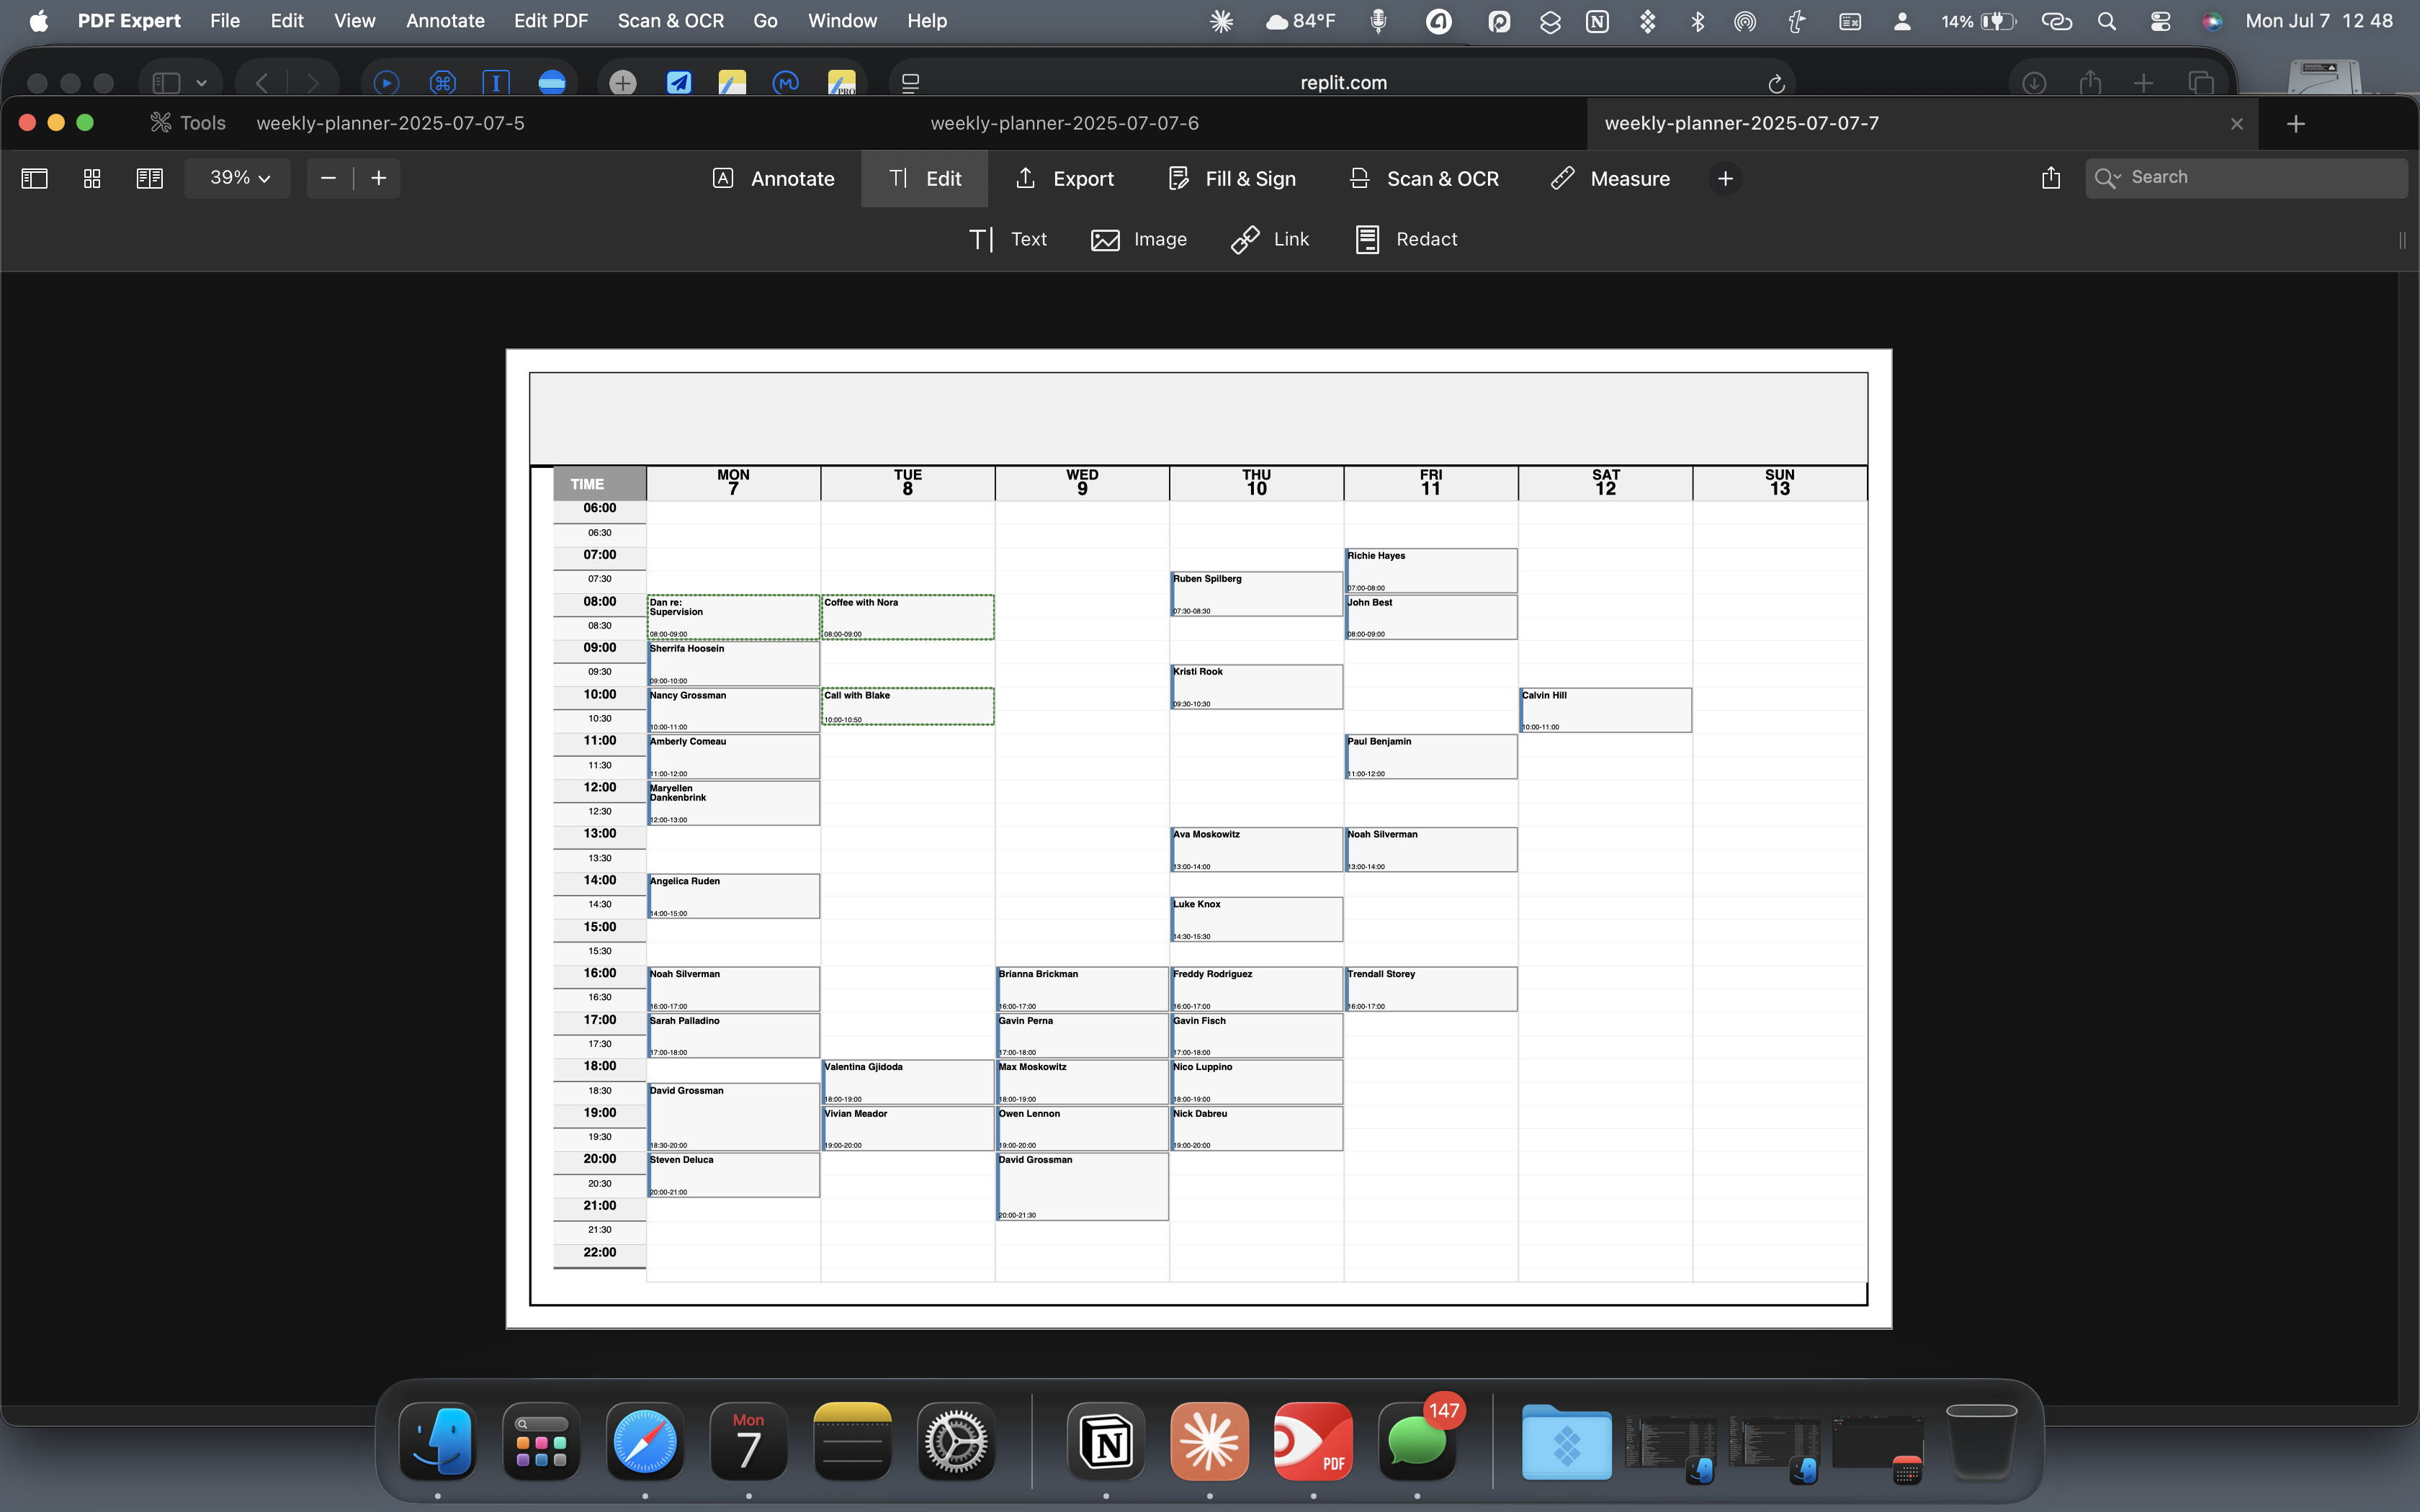 PDF Expert File Edit View Annotate Edit PDF Scan & OCR Go Window Help 84°F 14% Mon Jul 7 12 48
replit.com
Tools weekly-planner-2025-07-07-5 weekly-planner-2025-07-07-6 weekly-planner-2025-07-07-7
39% Annotate Edit Export Fill & Sign Scan & OCR Measure Search
Text Image Link Redact
TIME
MON
7
TUE
8
WED
9
THU
10
FRI
11
SAT
12
SUN
13
06:00
06:30
07:00
07:30
08:00
08:30
09:00
09:30
10:00
10:30
11:00
11:30
12:00
12:30
13:00
13:30
14:00
14:30
15:00
15:30
16:00
16:30
17:00
17:30
18:00
18:30
19:00
19:30
20:00
20:30
21:00
21:30
22:00
Dan re:
Supervision
08:00-09:00
Sherrifa Hoosein
09:00-10:00
Nancy Grossman
10:00-11:00
Amberly Comeau
11:00-12:00
Maryellen
Dankenbrink
12:00-13:00
Angelica Ruden
14:00-15:00
Noah Silverman
16:00-17:00
Sarah Palladino
17:00-18:00
David Grossman
18:30-20:00
Steven Deluca
20:00-21:00
Coffee with Nora
08:00-09:00
Call with Blake
10:00-10:50
Valentina Gjidoda
18:00-19:00
Vivian Meador
19:00-20:00
Brianna Brickman
16:00-17:00
Gavin Perna
17:00-18:00
Max Moskowitz
18:00-19:00
Owen Lennon
19:00-20:00
David Grossman
20:00-21:30
Ruben Spilberg
07:30-08:30
Kristi Rook
09:30-10:30
Ava Moskowitz
13:00-14:00
Luke Knox
14:30-15:30
Freddy Rodriguez
16:00-17:00
Gavin Fisch
17:00-18:00
Nico Luppino
18:00-19:00
Nick Dabreu
19:00-20:00
Richie Hayes
07:00-08:00
John Best
08:00-09:00
Paul Benjamin
11:00-12:00
Noah Silverman
13:00-14:00
Trendall Storey
16:00-17:00
Calvin Hill
10:00-11:00
Mon
7
PDF
147